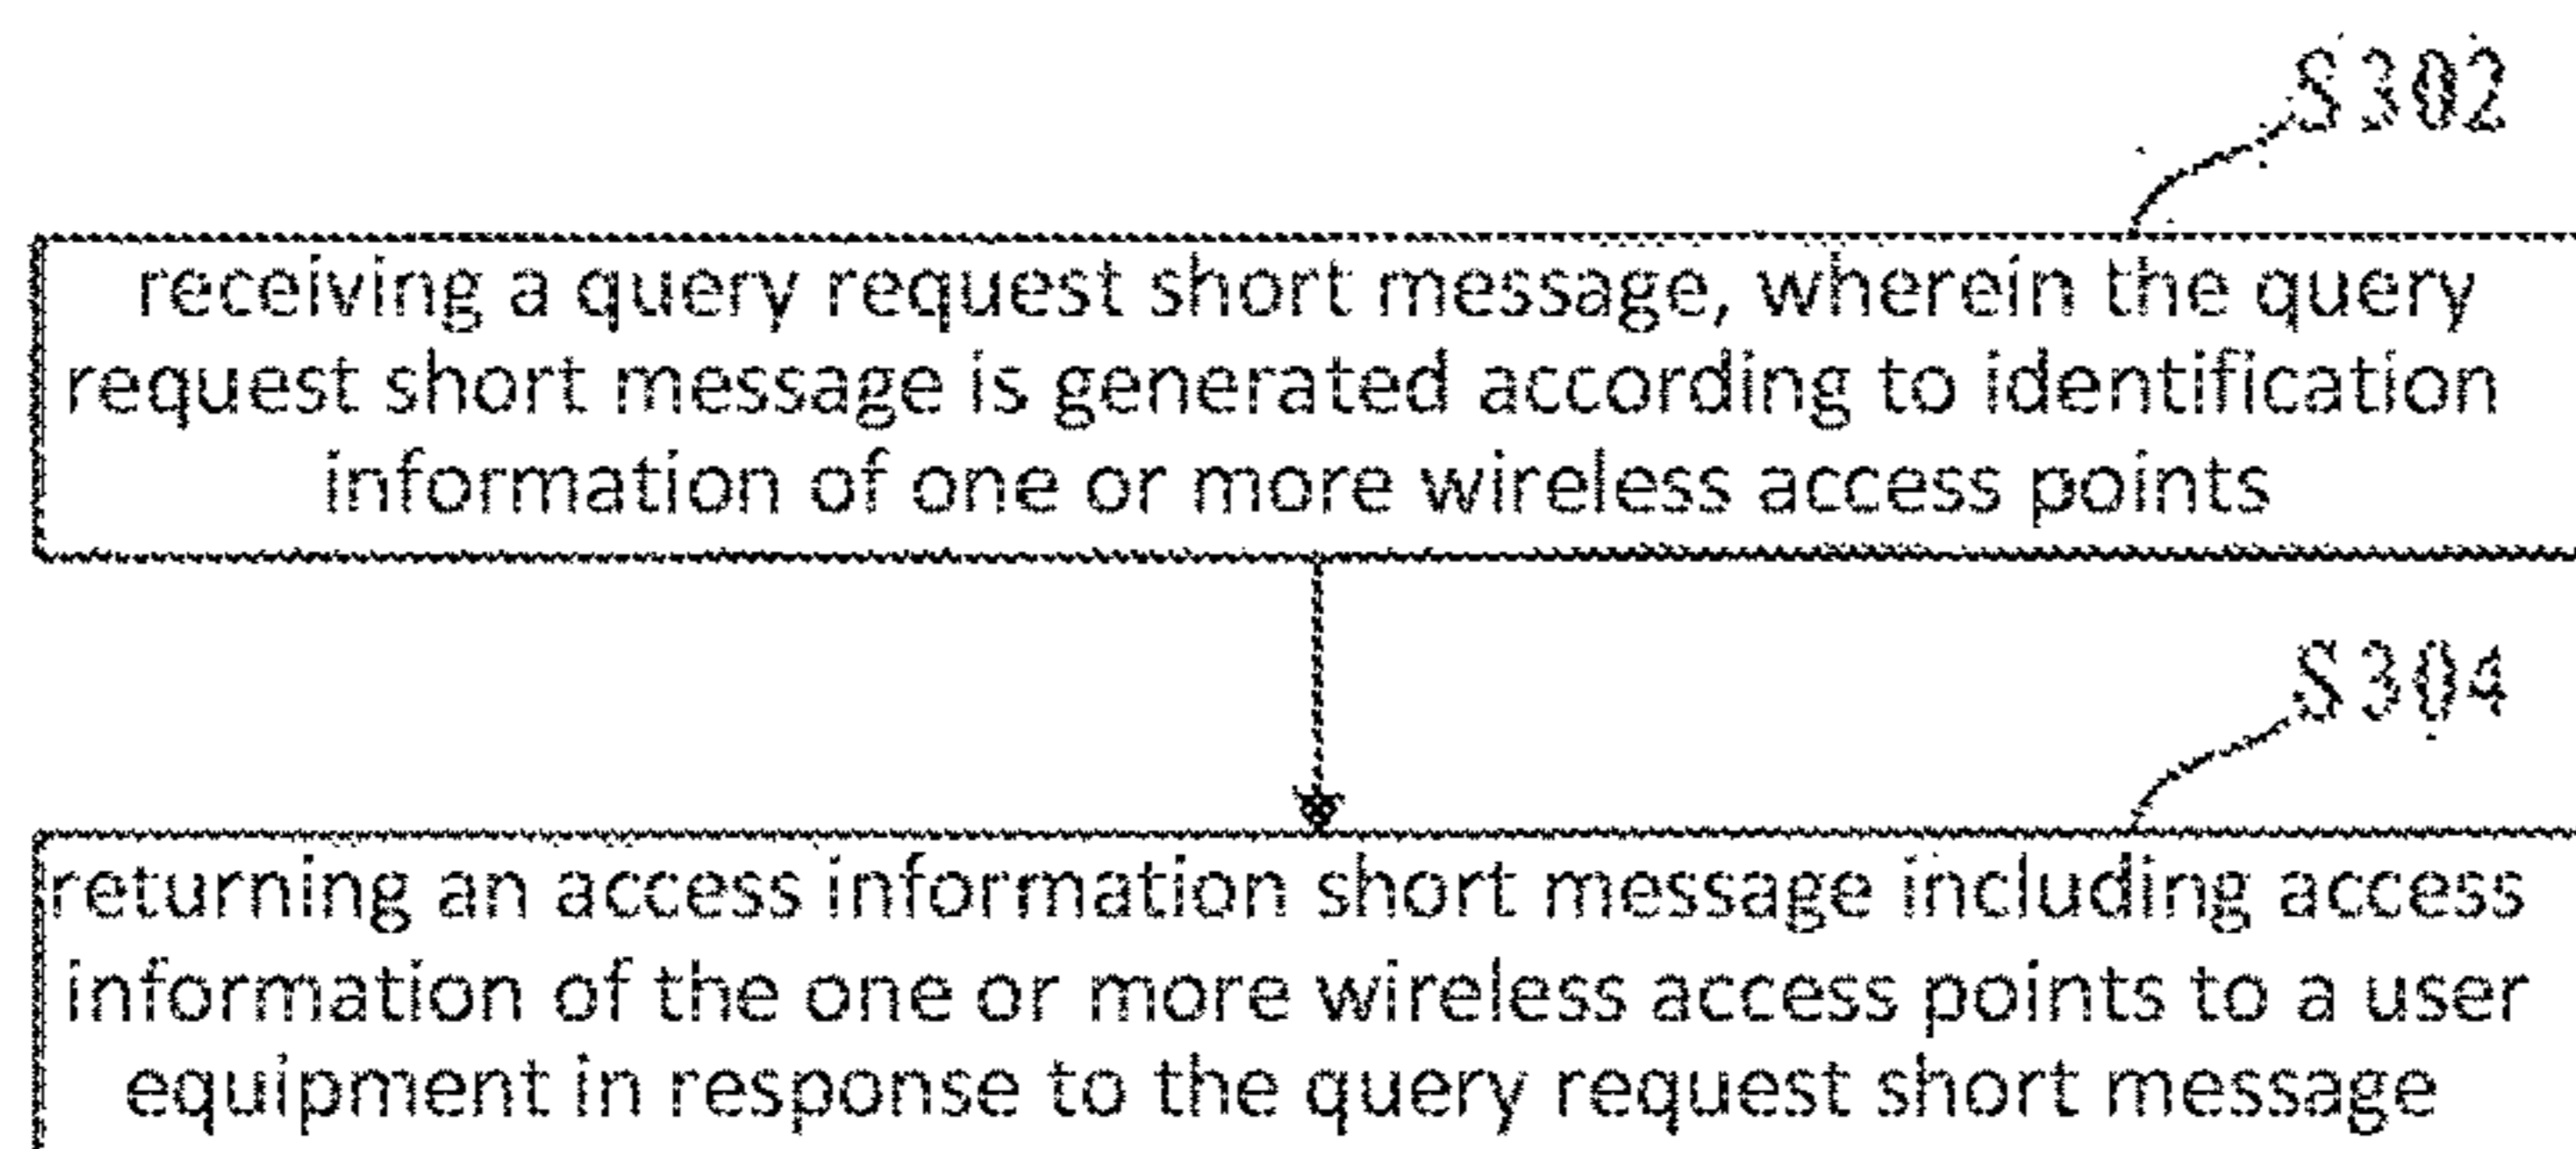 S302
receiving a query request short message, wherein the query
request short message is generated according to identification
information of one or more wireless access points
S304
returning an access information short message including access
information of the one or more wireless access points to a user
equipment in response to the query request short message